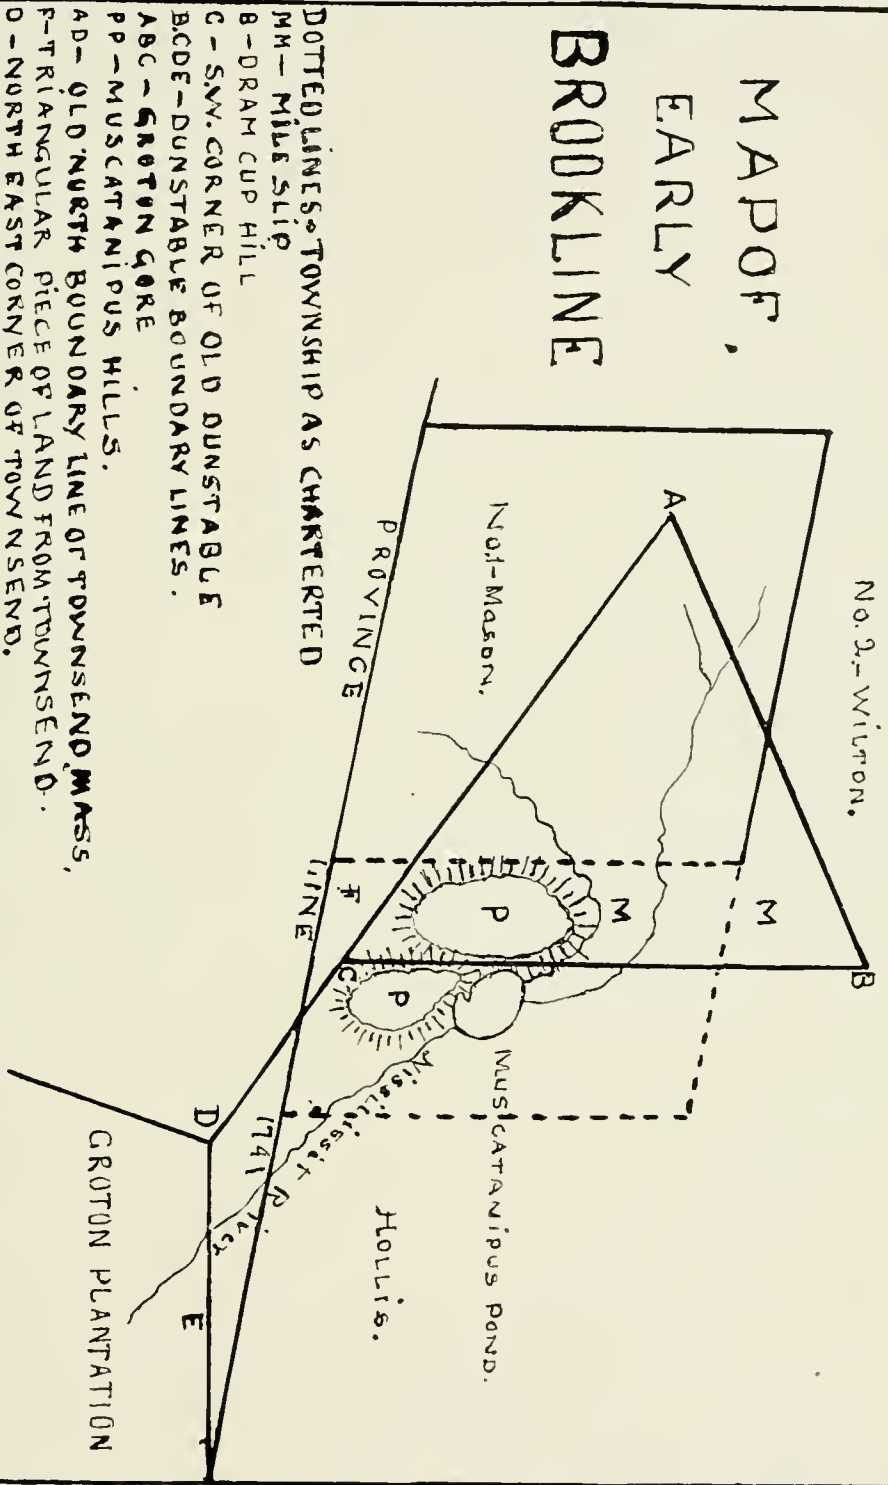 MAP OF.
EARLY
BROOKLINE
No. 2.- WILTON.
A
B
M
M
No.1-MASON.
P
P
MUSCATANIPUS POND.
PROVINCE
LINE
1741
F
C
Nissitissit River
HOLLIS.
D
E
GROTON PLANTATION
DOTTED LINES-TOWNSHIP AS CHARTERTED
MM - MILE SLIP
B-DRAM CUP HILL
C - S.W. CORNER OF OLD DUNSTABLE
B.CDE-DUNSTABLE BOUNDARY LINES.
ABC - GROTON GORE
PP - MUSCATANIPUS HILLS.
AD- OLD NORTH BOUNDARY LINE OF TOWNSEND, MASS,
F-TRIANGULAR PIECE OF LAND FROM TOWNSEND.
D - NORTH EAST CORNER OF TOWNSEND.